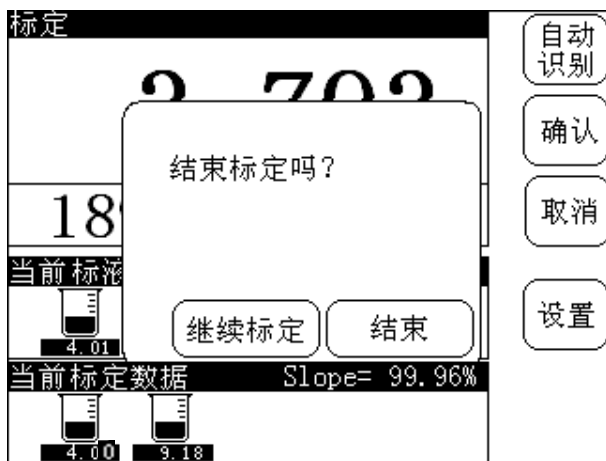 标定
自动
识别
确认
取消
设置
结束标定吗?
继续标定
结束
18
当前标液
4.01
当前标定数据 Slope= 99.96%
4.00 9.18